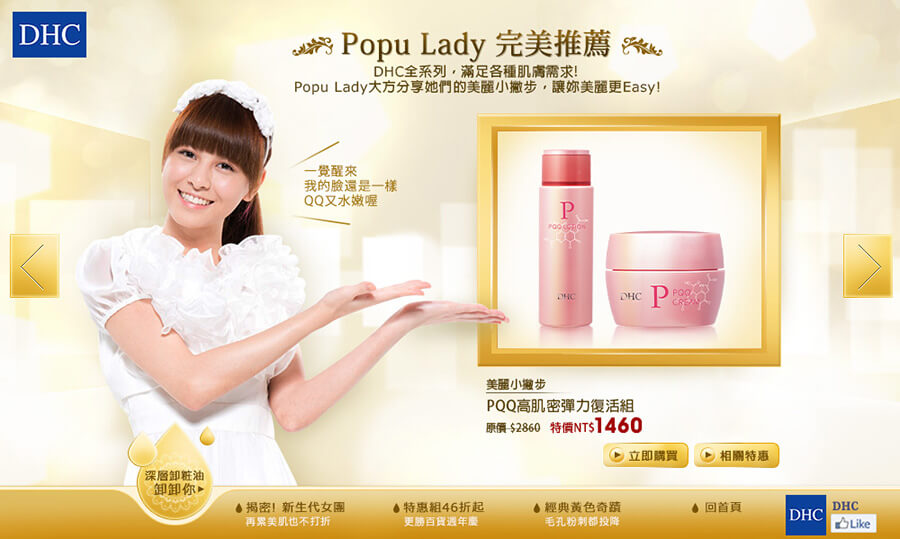 DHC
Popu Lady 完美推薦
DHC全系列，滿足各種肌膚需求!
Popu Lady大方分享她們的美麗小撇步，讓妳美麗更Easy!
一覺醒來
我的臉還是一樣
QQ又水嫩喔
P
PQQ LOTION
DHC
DHC
P
PQQ
CREAM
美麗小撇步
PQQ高肌密彈力復活組
原價 $2860 特價NT$1460
立即購買
相關特惠
深層卸粧油
卸卸你
揭密! 新生代女團
再累美肌也不打折
特惠組46折起
更勝百貨週年慶
經典黃色奇蹟
毛孔粉刺都投降
回首頁
DHC
DHC
Like